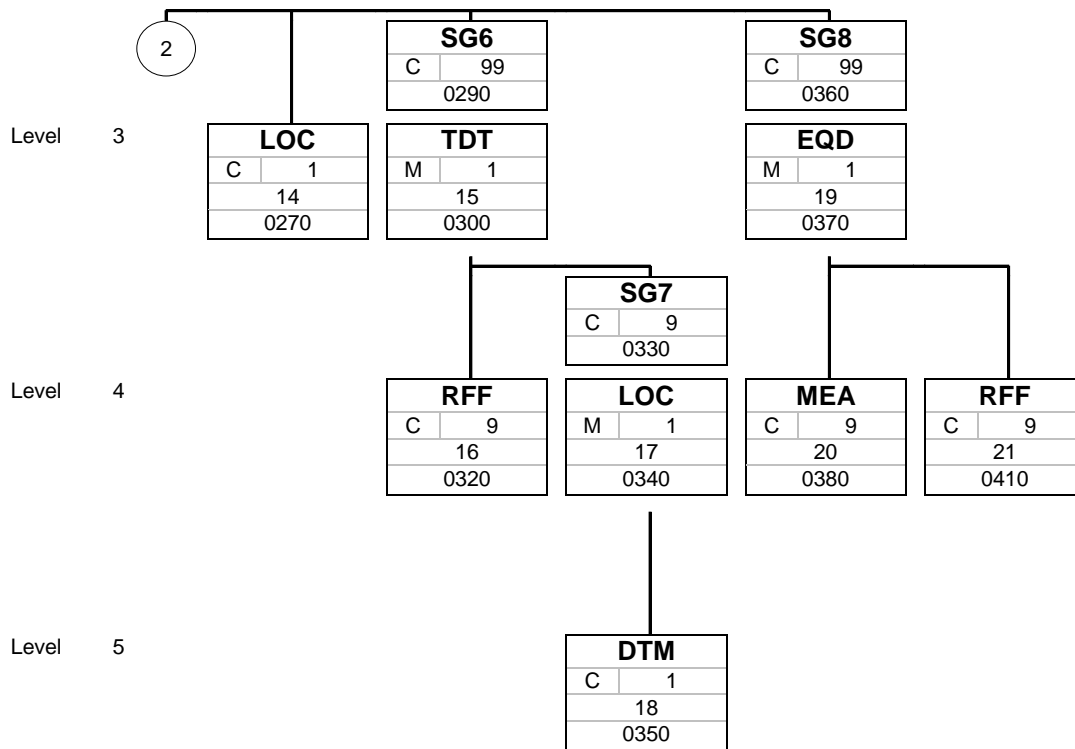 2
SG6
C 99
0290
SG8
C 99
0360
Level 3
LOC
C 1
14
0270
TDT
M 1
15
0300
EQD
M 1
19
0370
SG7
C 9
0330
Level 4
RFF
C 9
16
0320
LOC
M 1
17
0340
MEA
C 9
20
0380
RFF
C 9
21
0410
Level 5
DTM
C 1
18
0350